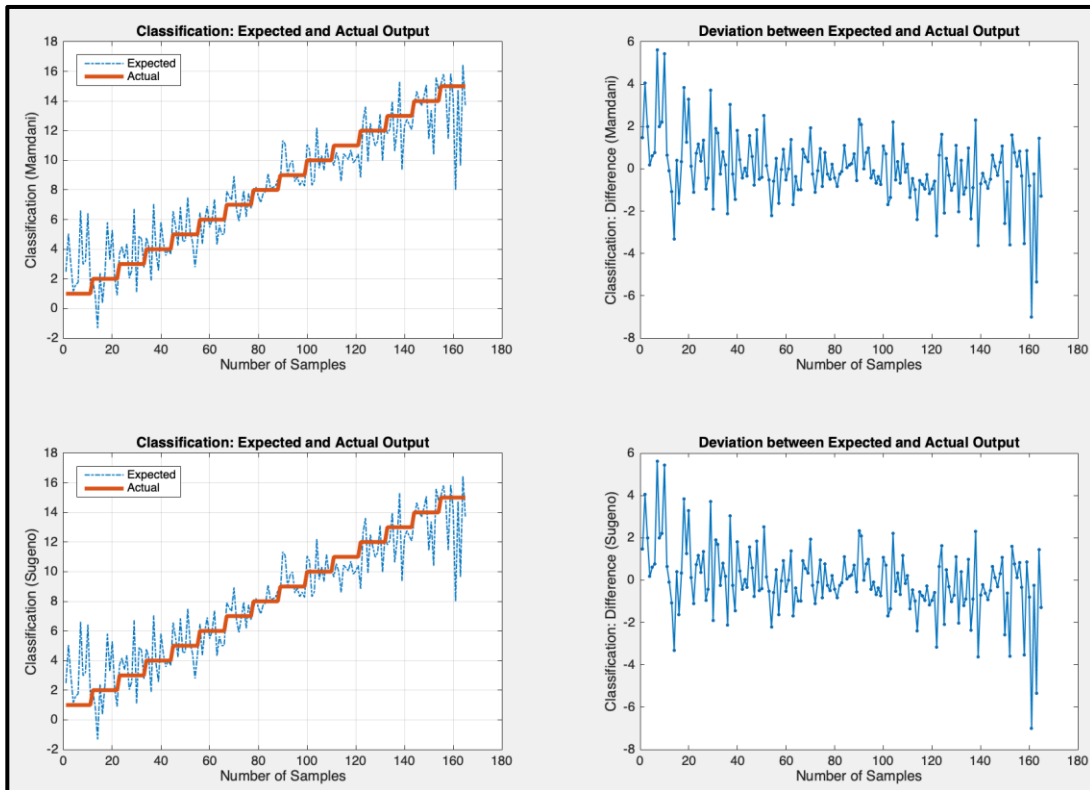 Classification: Expected and Actual Output
Classification (Mamdani)
18
16
14
12
10
8
6
4
2
0
-2
Expected
Actual
0 20 40 60 80 100 120 140 160 180
Number of Samples
Deviation between Expected and Actual Output
Classification: Difference (Mamdani)
6
4
2
0
-2
-4
-6
-8
0 20 40 60 80 100 120 140 160 180
Number of Samples
Classification: Expected and Actual Output
Classification (Sugeno)
18
16
14
12
10
8
6
4
2
0
-2
Expected
Actual
0 20 40 60 80 100 120 140 160 180
Number of Samples
Deviation between Expected and Actual Output
Classification: Difference (Sugeno)
6
4
2
0
-2
-4
-6
-8
0 20 40 60 80 100 120 140 160 180
Number of Samples